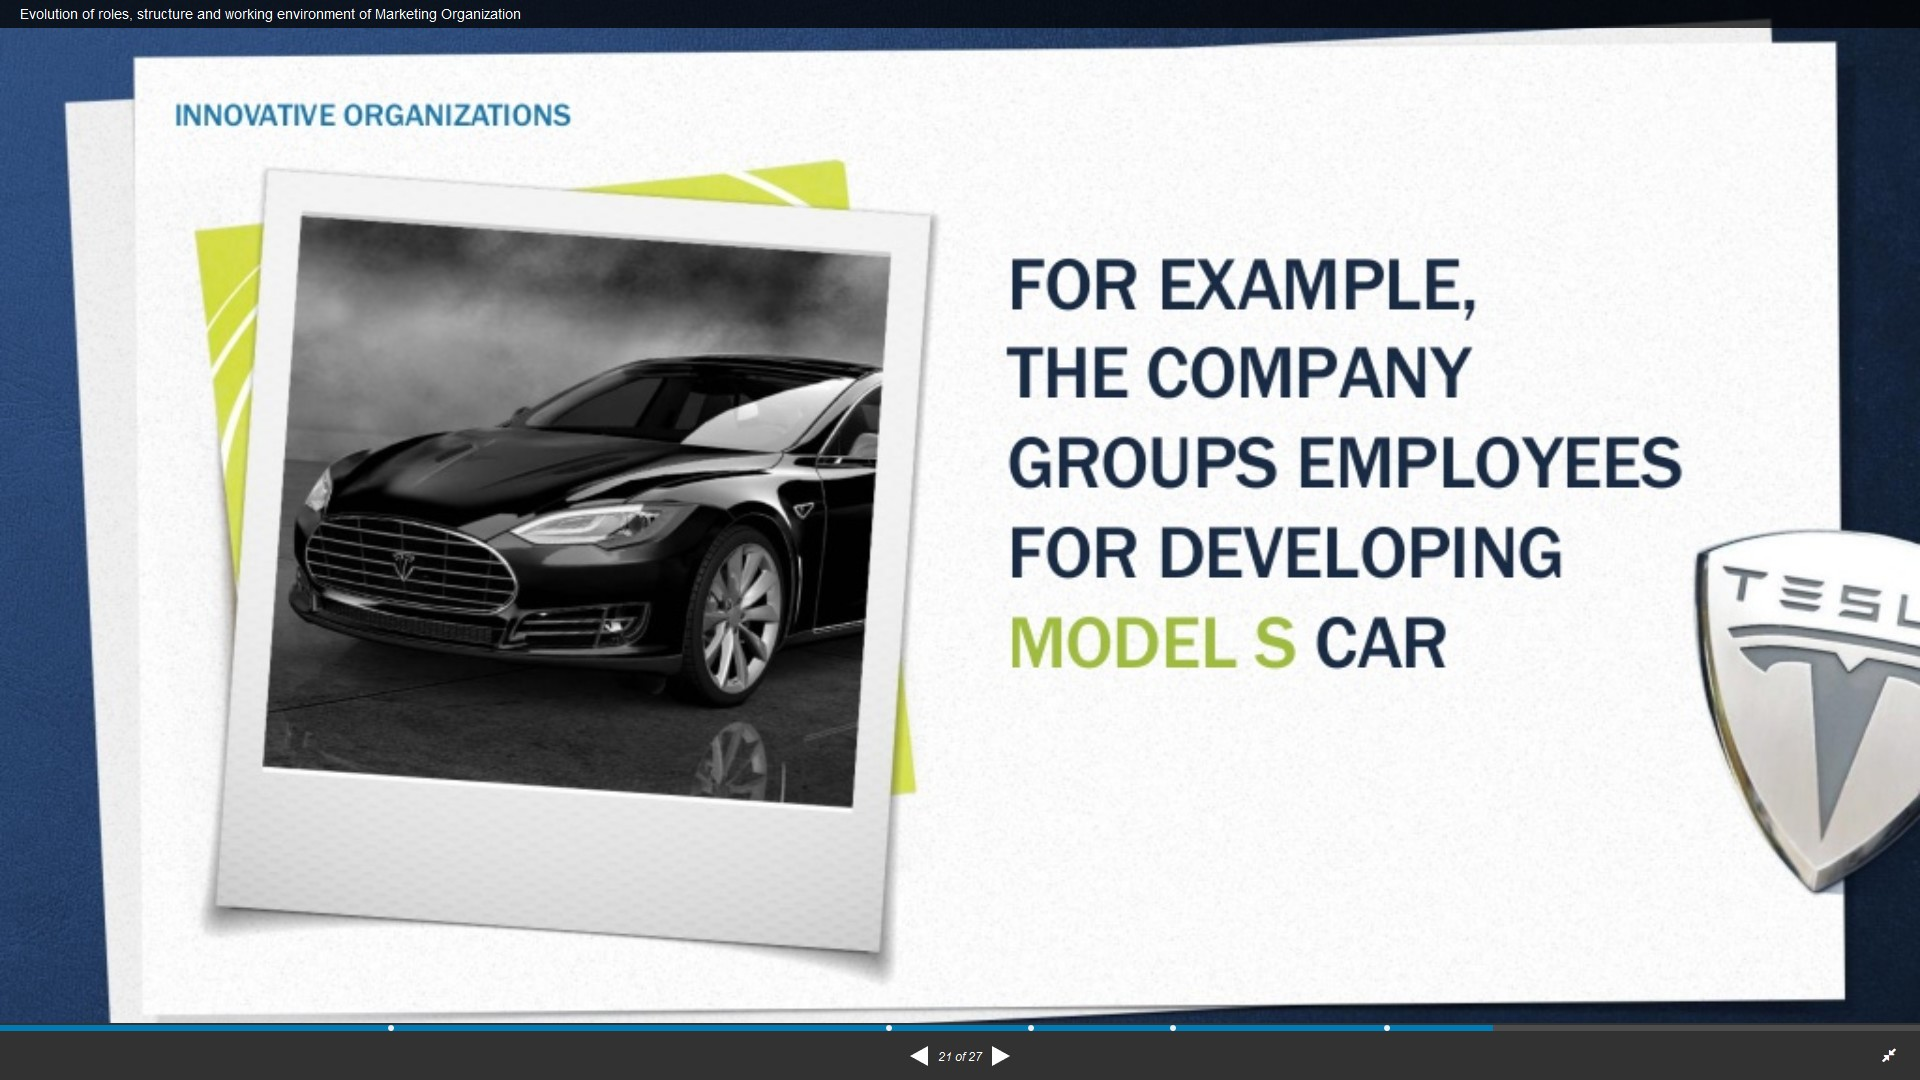 Evolution of roles, structure and working environment of Marketing Organization
INNOVATIVE ORGANIZATIONS
FOR EXAMPLE,
THE COMPANY
GROUPS EMPLOYEES
FOR DEVELOPING
MODEL S CAR
TESL
21 of 27